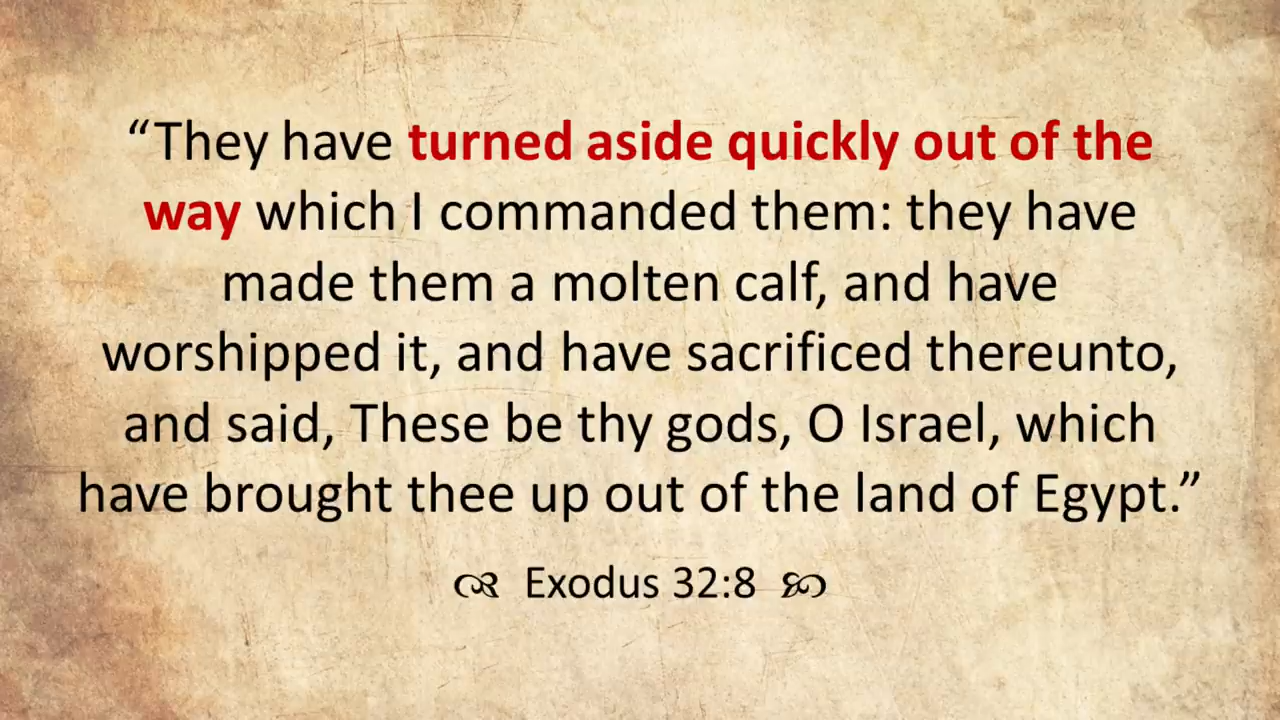 “They have turned aside quickly out of the
way which I commanded them: they have
made them a molten calf, and have
worshipped it, and have sacrificed thereunto,
and said, These be thy gods, O Israel, which
have brought thee up out of the land of Egypt.”
Exodus 32:8